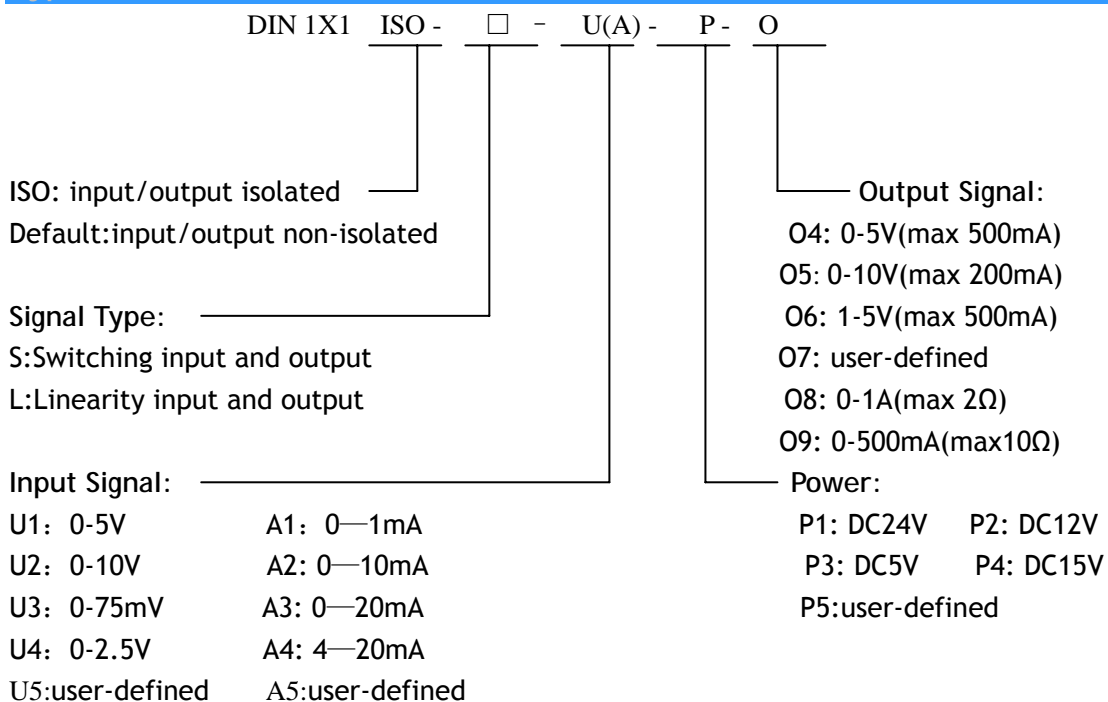 DIN 1X1 ISO - □ - U(A) - P - O
ISO: input/output isolated
Default:input/output non-isolated
Signal Type:
S:Switching input and output
L:Linearity input and output
Input Signal:
U1：0-5V A1：0—1mA
U2：0-10V A2: 0—10mA
U3：0-75mV A3: 0—20mA
U4：0-2.5V A4: 4—20mA
U5:user-defined A5:user-defined
Output Signal:
O4: 0-5V(max 500mA)
O5: 0-10V(max 200mA)
O6: 1-5V(max 500mA)
O7: user-defined
O8: 0-1A(max 2Ω)
O9: 0-500mA(max10Ω)
Power:
P1: DC24V P2: DC12V
P3: DC5V P4: DC15V
P5:user-defined